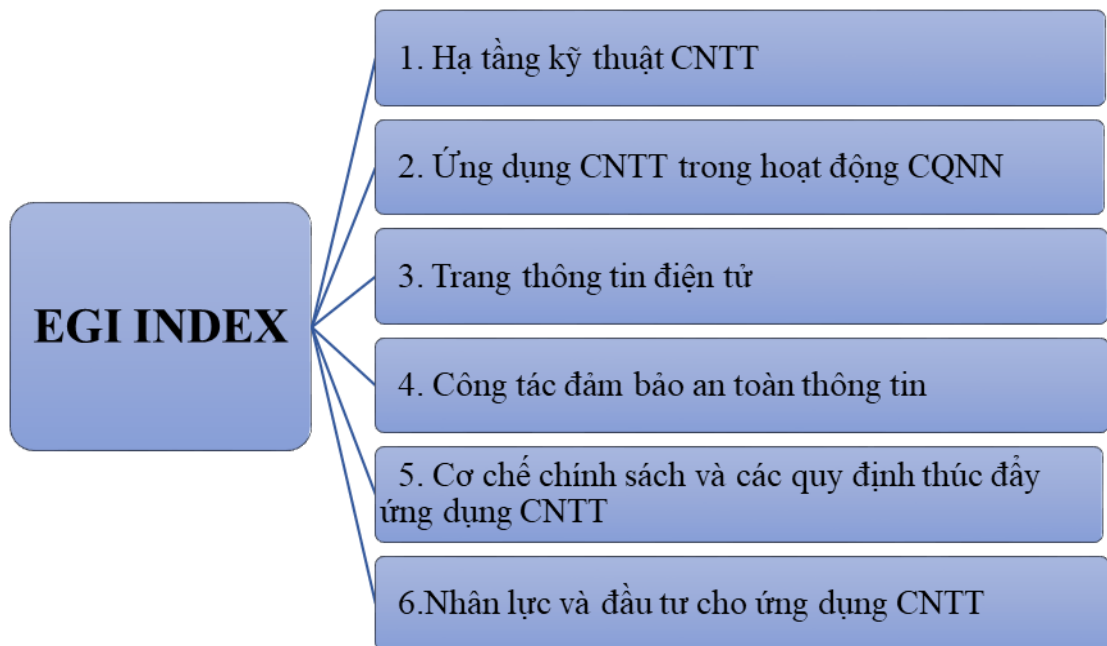 EGI INDEX
1. Hạ tầng kỹ thuật CNTT
2. Ứng dụng CNTT trong hoạt động CQNN
3. Trang thông tin điện tử
4. Công tác đảm bảo an toàn thông tin
5. Cơ chế chính sách và các quy định thúc đẩy
ứng dụng CNTT
6.Nhân lực và đầu tư cho ứng dụng CNTT